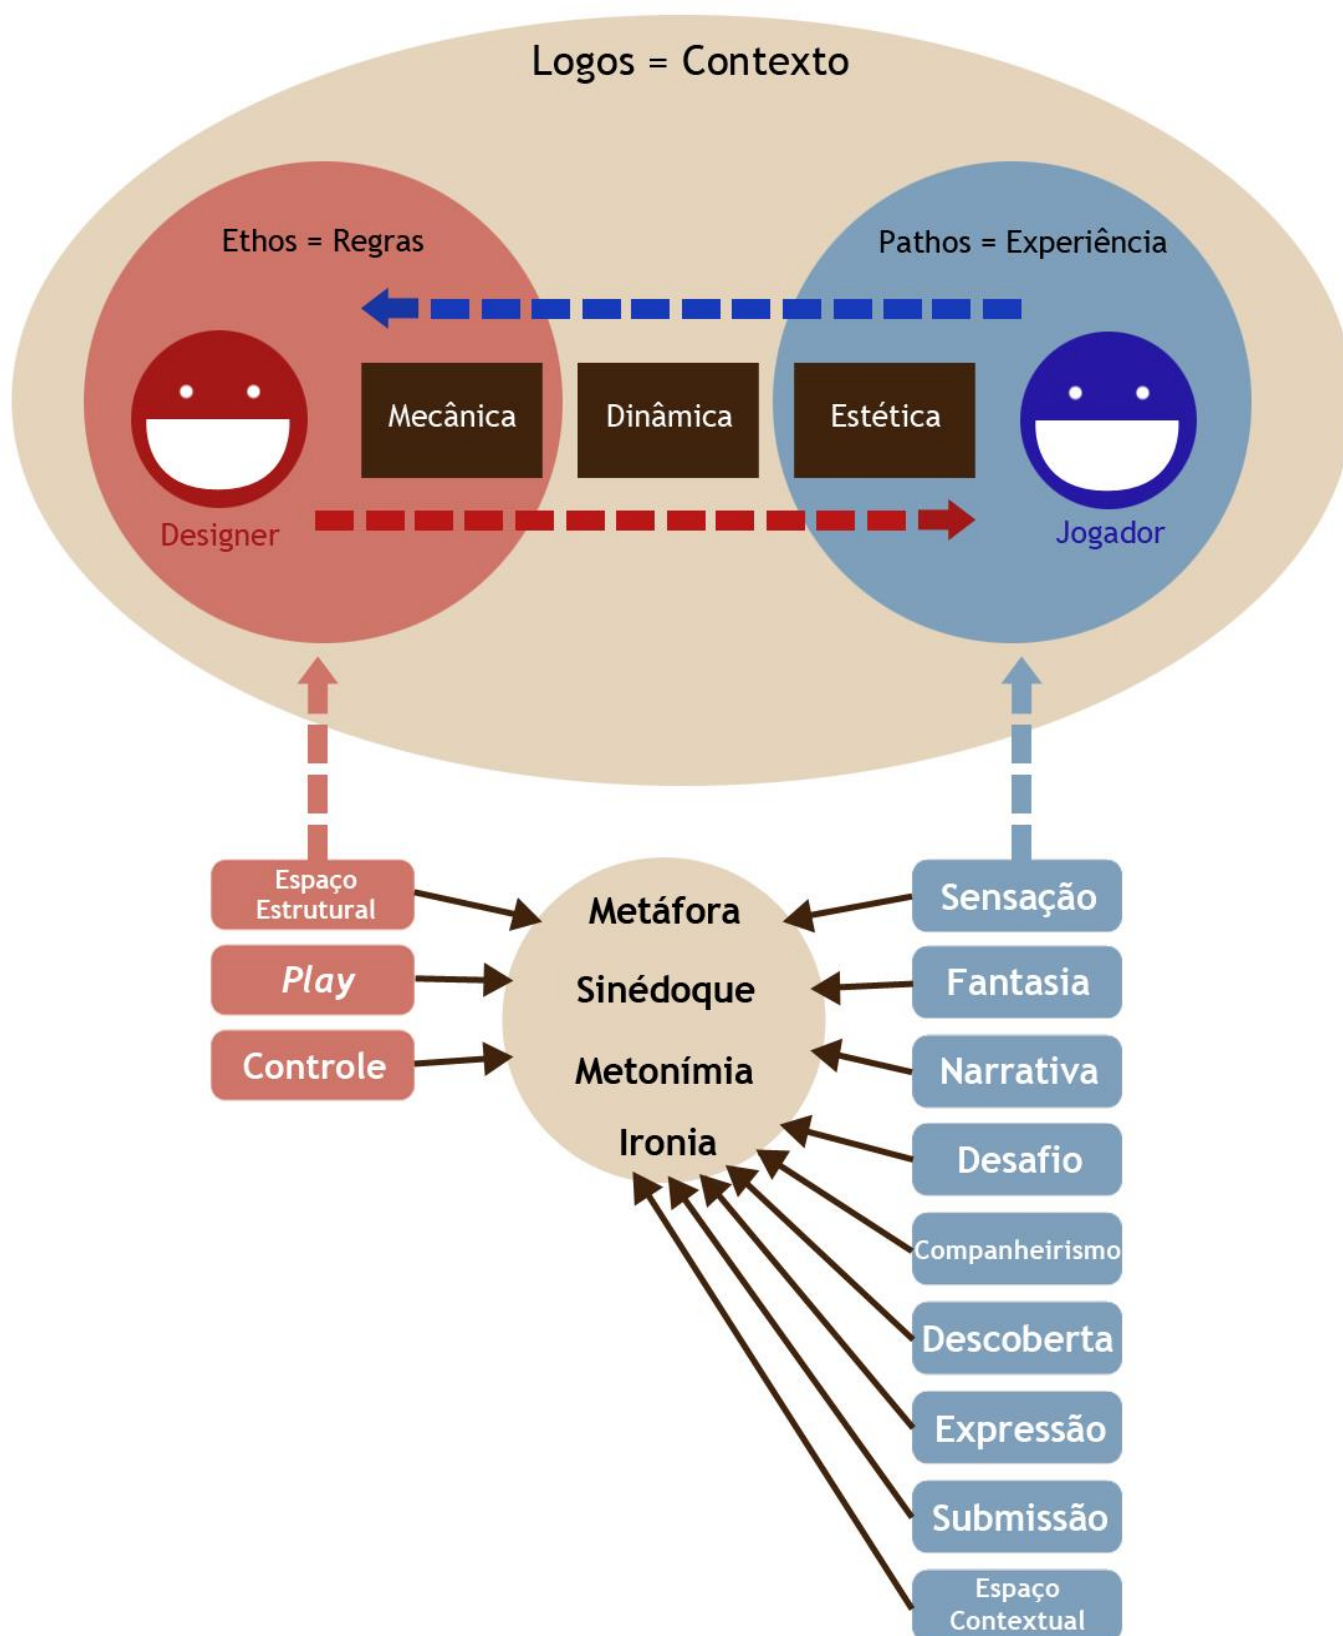 Logos = Contexto
Ethos = Regras
Pathos = Experiência
Mecânica
Dinâmica
Estética
Designer
Jogador
Espaço
Estrutural
Play
Controle
Metáfora
Sinédoque
Metonímia
Ironia
Sensação
Fantasia
Narrativa
Desafio
Companheirismo
Descoberta
Expressão
Submissão
Espaço
Contextual